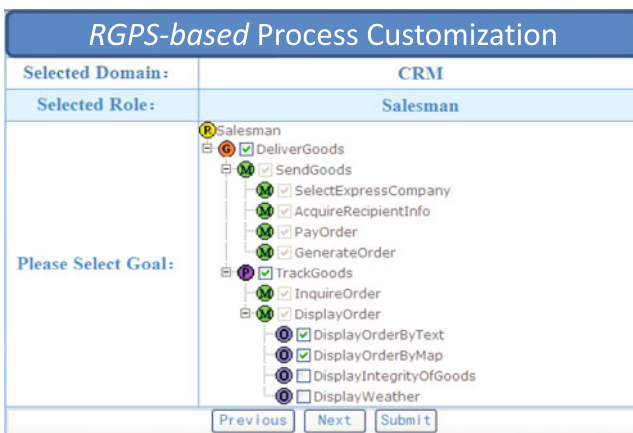 RGPS-based Process Customization
Selected Domain: CRM
Selected Role: Salesman
Please Select Goal:
R Salesman
G DeliverGoods
M SendGoods
M SelectExpressCompany
M AcquireRecipientInfo
M PayOrder
M GenerateOrder
P TrackGoods
M InquireOrder
M DisplayOrder
O DisplayOrderByText
O DisplayOrderByMap
O DisplayIntegrityOfGoods
O DisplayWeather
Previous Next Submit